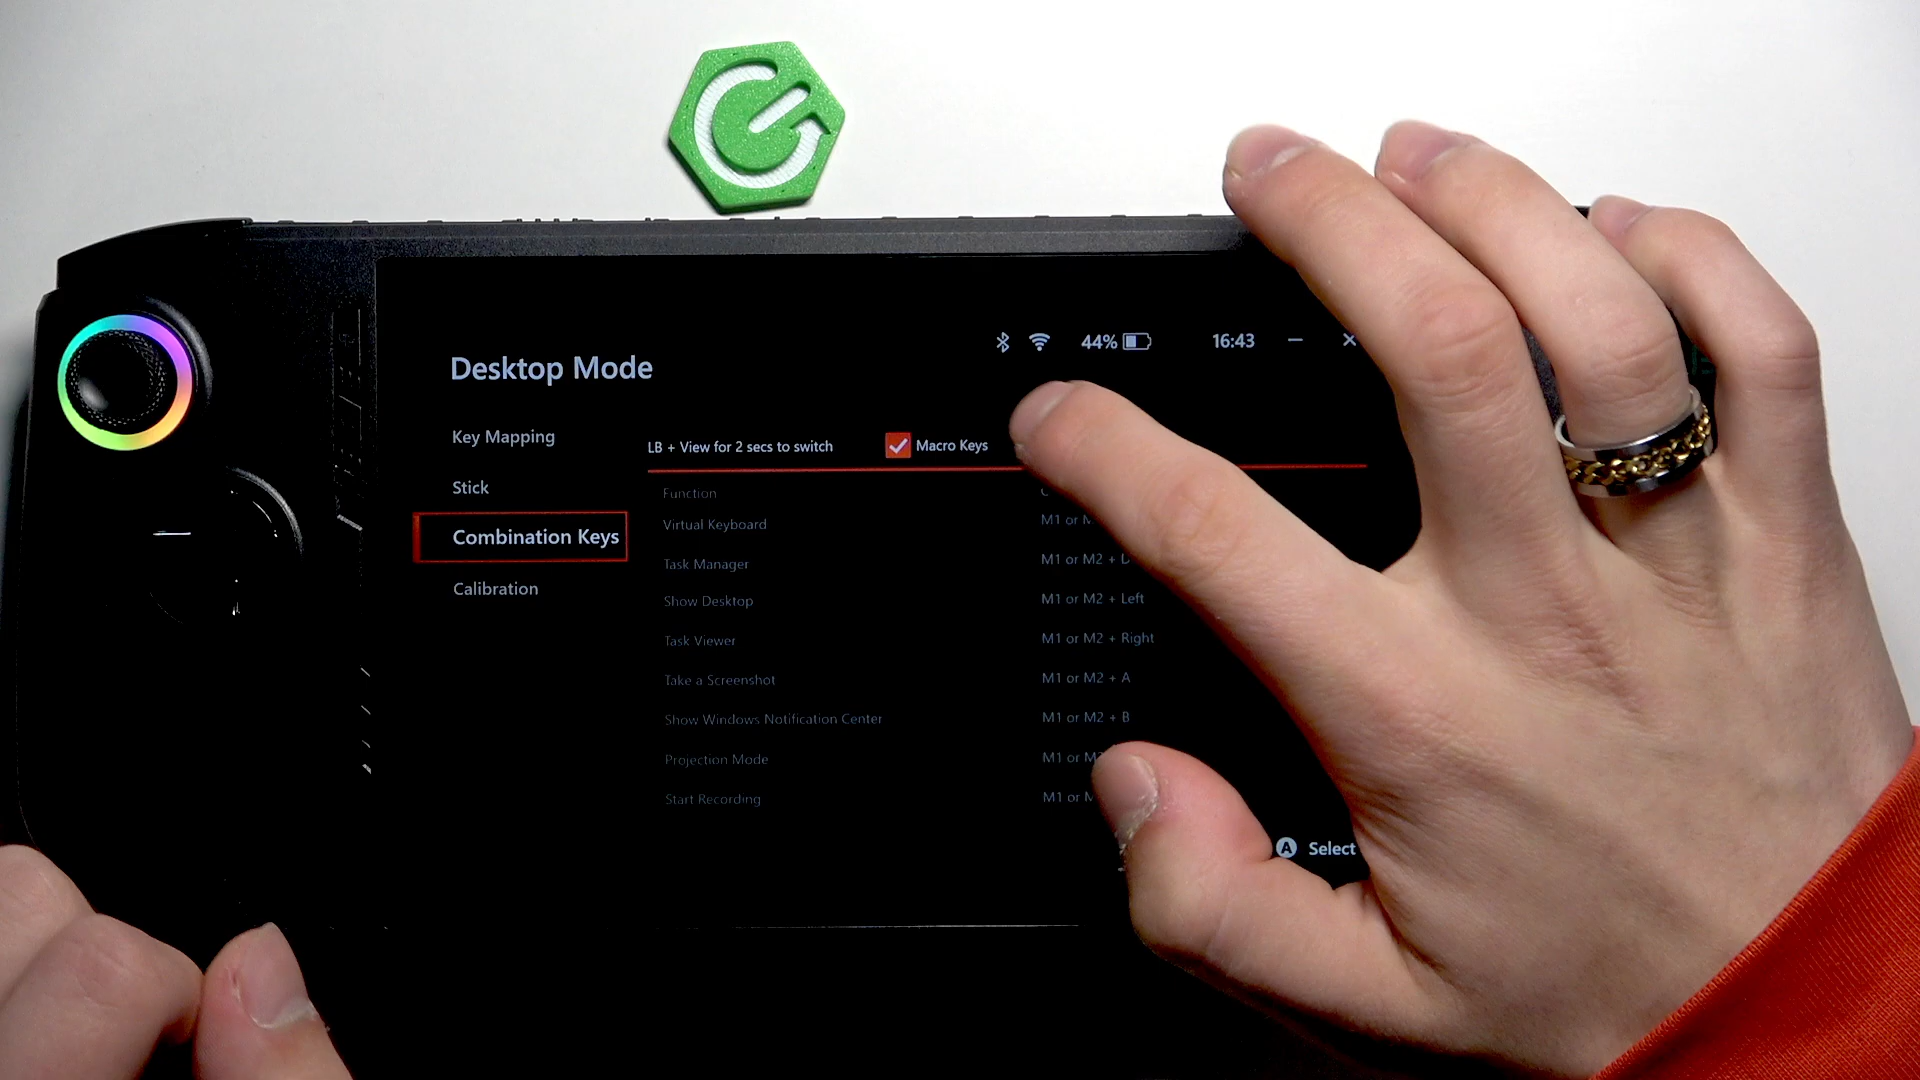 44%
16:43
Desktop Mode
Key Mapping
Stick
Combination Keys
Calibration
LB + View for 2 secs to switch
Macro Keys
Function
Virtual Keyboard
M1 or
Task Manager
M1 or M2 +
Show Desktop
M1 or M2 + Left
Task Viewer
M1 or M2 + Right
Take a Screenshot
M1 or M2 + A
Show Windows Notification Center
M1 or M2 + B
Projection Mode
M1 or
Start Recording
M1 or
A Select